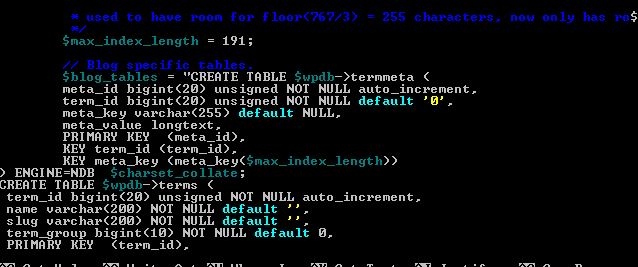 * used to have room for floor(767/3) = 255 characters, now only has ro$
*/
$max_index_length = 191;
// Blog specific tables.
$blog_tables = "CREATE TABLE $wpdb->termmeta (
meta_id bigint(20) unsigned NOT NULL auto_increment,
term_id bigint(20) unsigned NOT NULL default '0',
meta_key varchar(255) default NULL,
meta_value longtext,
PRIMARY KEY  (meta_id),
KEY term_id (term_id),
KEY meta_key (meta_key($max_index_length))
) ENGINE=NDB  $charset_collate;
CREATE TABLE $wpdb->terms (
term_id bigint(20) unsigned NOT NULL auto_increment,
name varchar(200) NOT NULL default '',
slug varchar(200) NOT NULL default '',
term_group bigint(10) NOT NULL default 0,
PRIMARY KEY  (term_id),